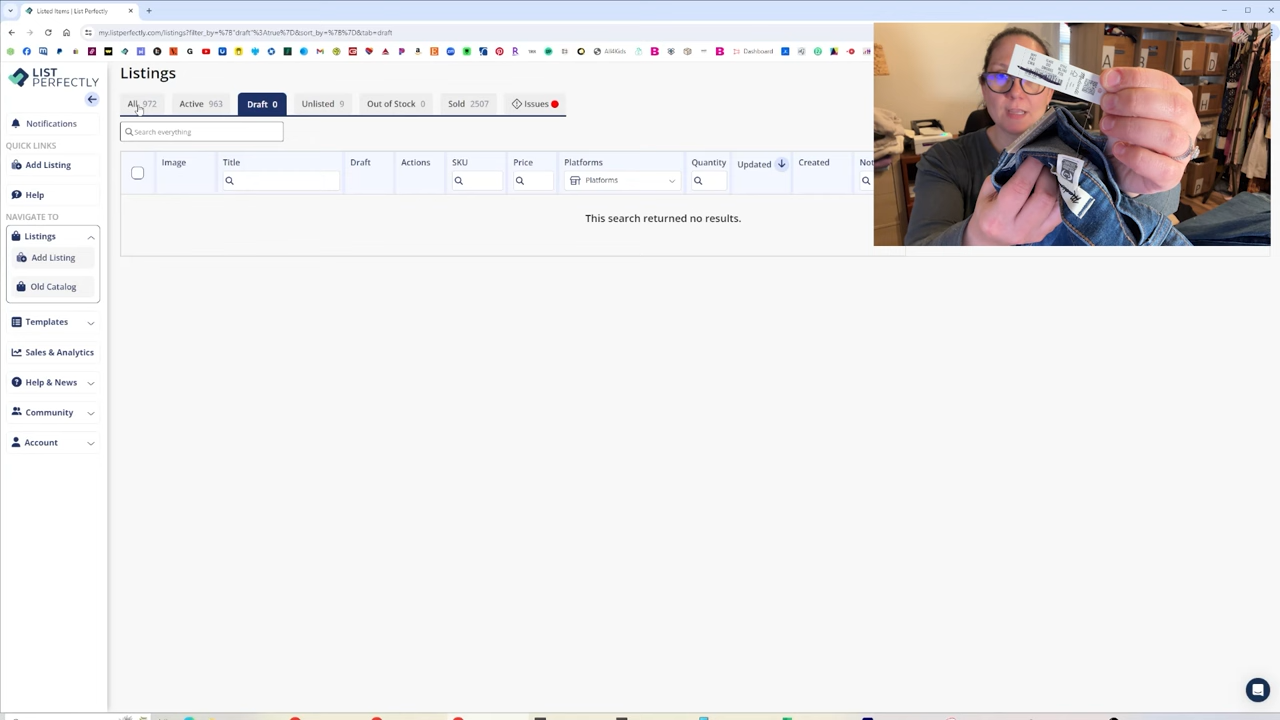 Listed Items | List Perfectly
my.listperfectly.com/listings?filter_by=%7B"draft"%3Atrue%7D&sort_by=%7B%7D&tab=draft
All4Kids
Dashboard
LIST PERFECTLY
Notifications
QUICK LINKS
Add Listing
Help
NAVIGATE TO
Listings
Add Listing
Old Catalog
Templates
Sales & Analytics
Help & News
Community
Account
Listings
All 972 Active 963 Draft 0 Unlisted 9 Out of Stock 0 Sold 2507 Issues
Search everything
Image Title Draft Actions SKU Price Platforms Quantity Updated Created Not
Platforms
This search returned no results.
A C D